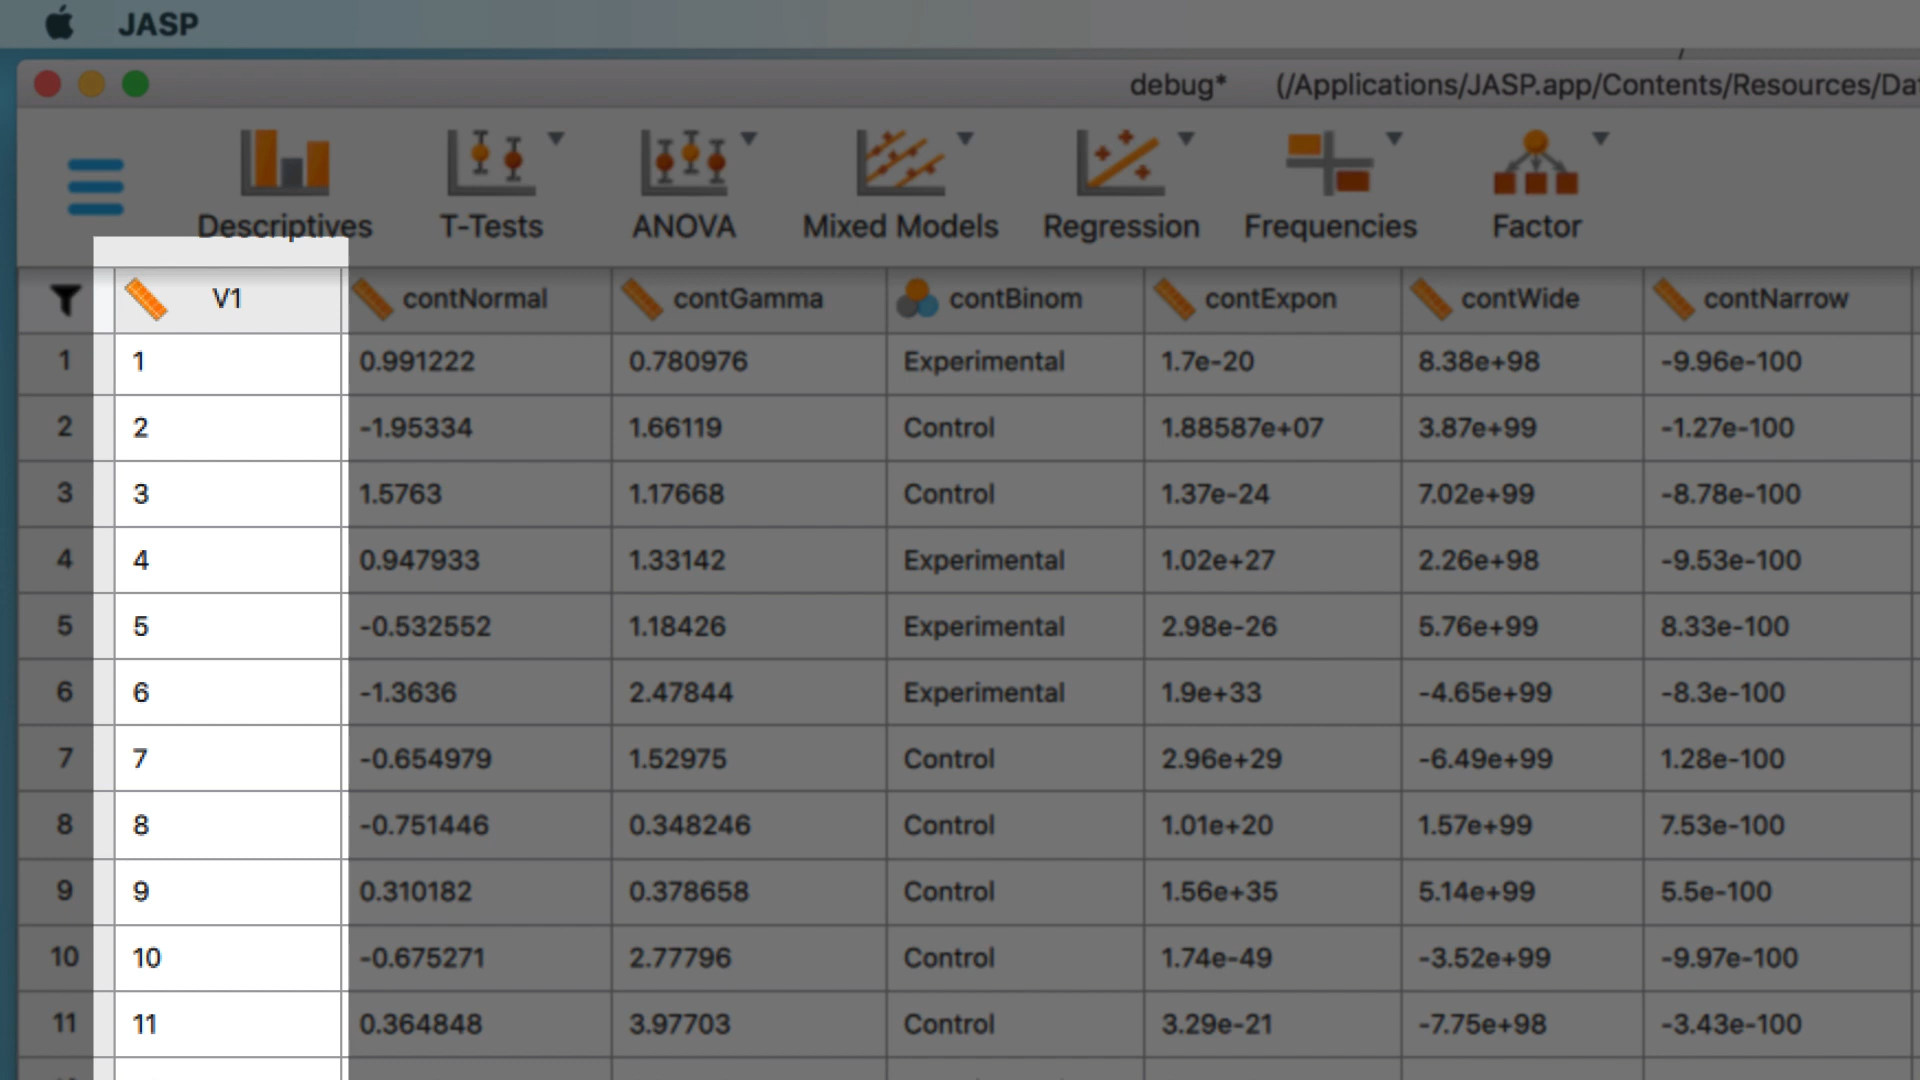 JASP
debug* (/Applications/JASP.app/Contents/Resources/Da
Descriptives T-Tests ANOVA Mixed Models Regression Frequencies Factor
V1 contNormal contGamma contBinom contExpon contWide contNarrow
1 1 0.991222 0.780976 Experimental 1.7e-20 8.38e+98 -9.96e-100
2 2 -1.95334 1.66119 Control 1.88587e+07 3.87e+99 -1.27e-100
3 3 1.5763 1.17668 Control 1.37e-24 7.02e+99 -8.78e-100
4 4 0.947933 1.33142 Experimental 1.02e+27 2.26e+98 -9.53e-100
5 5 -0.532552 1.18426 Experimental 2.98e-26 5.76e+99 8.33e-100
6 6 -1.3636 2.47844 Experimental 1.9e+33 -4.65e+99 -8.3e-100
7 7 -0.654979 1.52975 Control 2.96e+29 -6.49e+99 1.28e-100
8 8 -0.751446 0.348246 Control 1.01e+20 1.57e+99 7.53e-100
9 9 0.310182 0.378658 Control 1.56e+35 5.14e+99 5.5e-100
10 10 -0.675271 2.77796 Control 1.74e-49 -3.52e+99 -9.97e-100
11 11 0.364848 3.97703 Control 3.29e-21 -7.75e+98 -3.43e-100